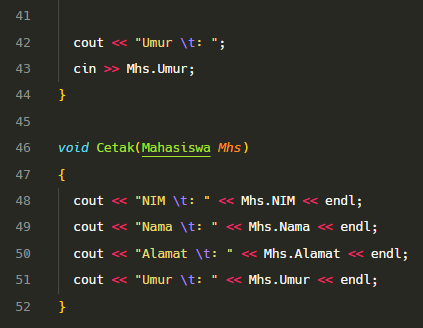 41
42 cout << "Umur \t: ";
43 cin >> Mhs.Umur;
44 }
45
46 void Cetak(Mahasiswa Mhs)
47 {
48 cout << "NIM \t: " << Mhs.NIM << endl;
49 cout << "Nama \t: " << Mhs.Nama << endl;
50 cout << "Alamat \t: " << Mhs.Alamat << endl;
51 cout << "Umur \t: " << Mhs.Umur << endl;
52 }